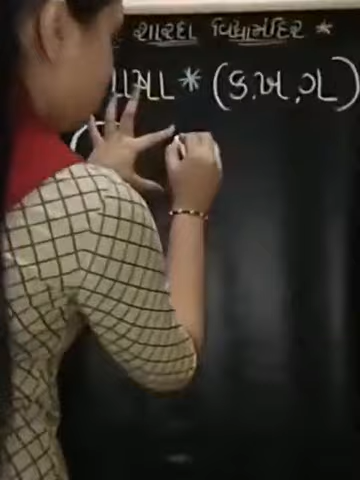 શારદા વિદ્યામંદિર *
* (ક,ખ,ગ)